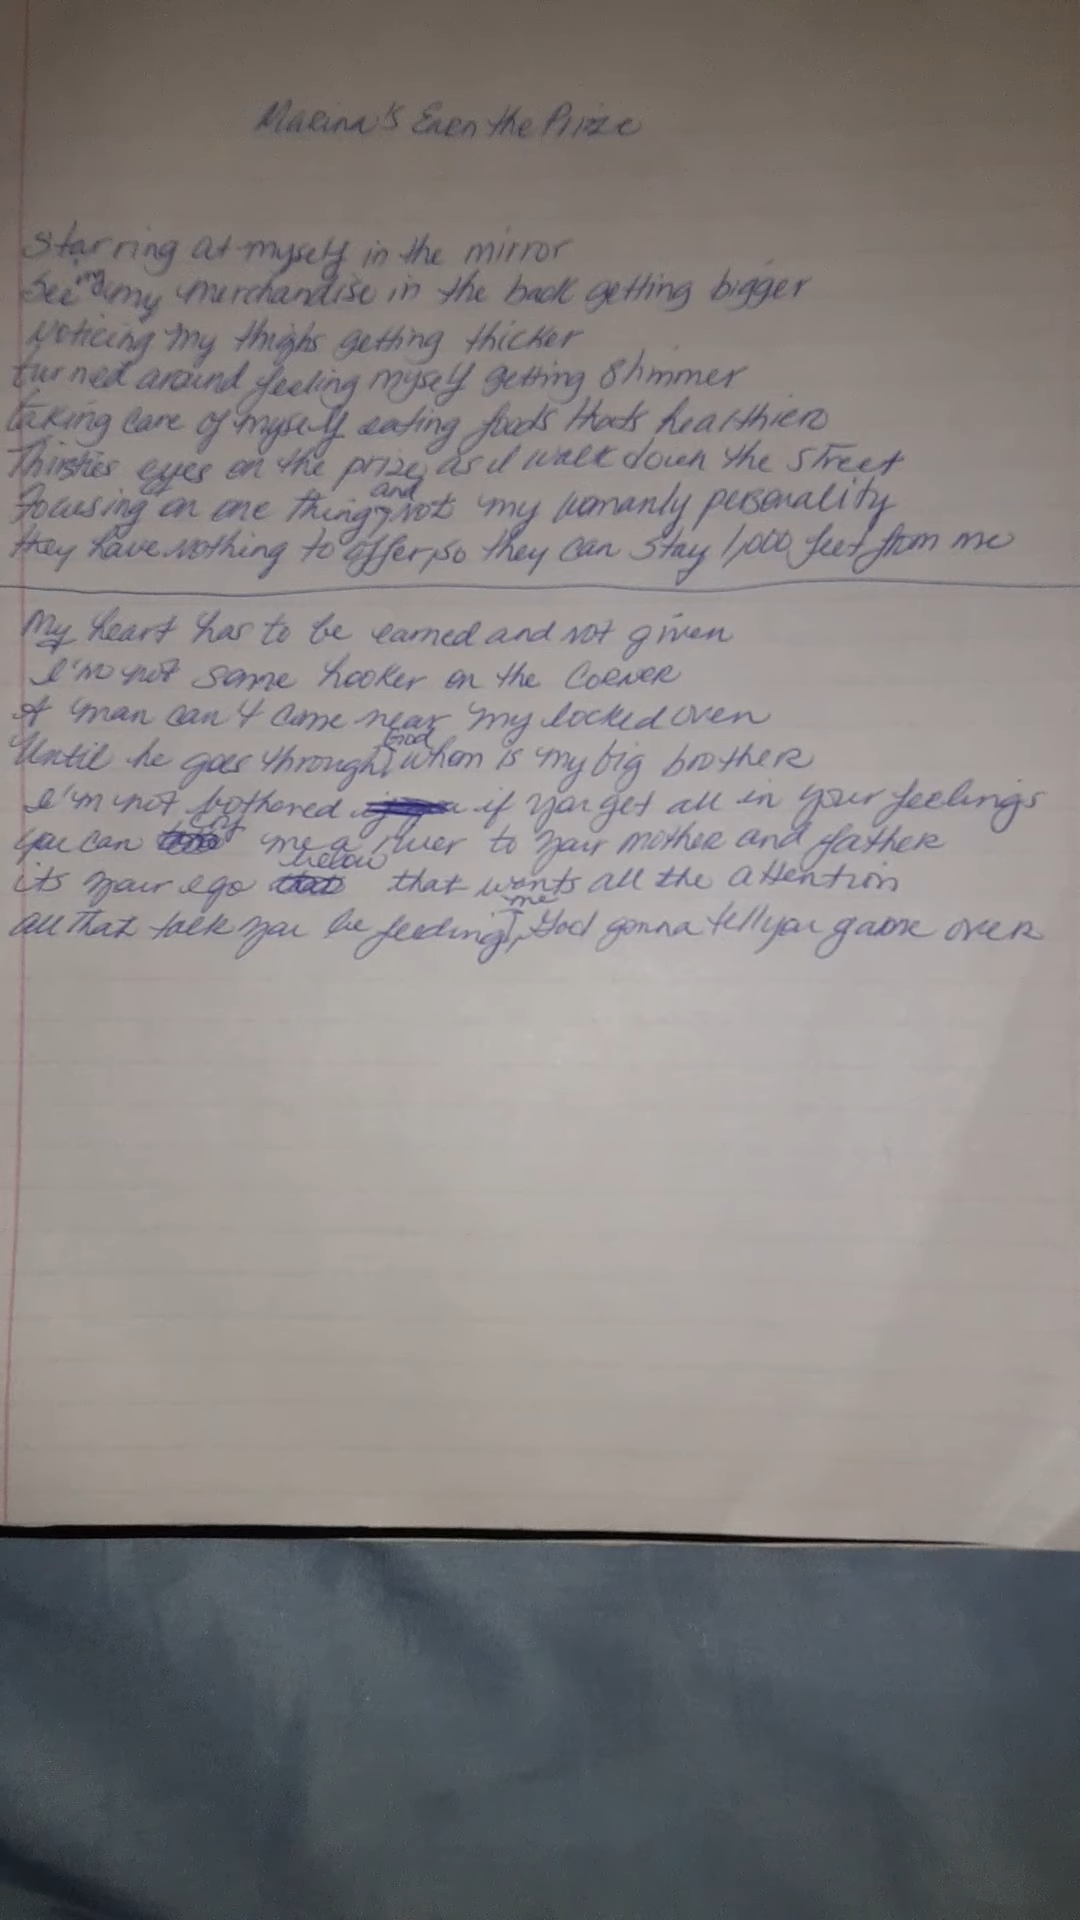 Marina's Earn the Prize
Starring at myself in the mirror
Seeing my merchandise in the back getting bigger
Noticing my thighs getting thicker
turned around feeling myself getting Shimmer
taking care of myself eating foods thats healthier
Thirsties eyes on the prize as I walk down the street
Focusing on one thing and not my womanly personality
they have nothing to offer, so they can stay 1,000 feet from me
My heart has to be earned and not given
I'm not some hooker on the corner
A man can't come near my locked oven
Until he goes through God whom is my big brother
I'm not bothered if you get all in your feelings
you can cry me a river to your mother and father
its your ego below that wants all the attention
all that talk you be feeding me, God gonna tell you game over